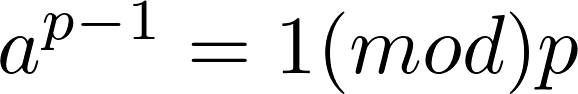 a^{p-1} = 1(mod)p